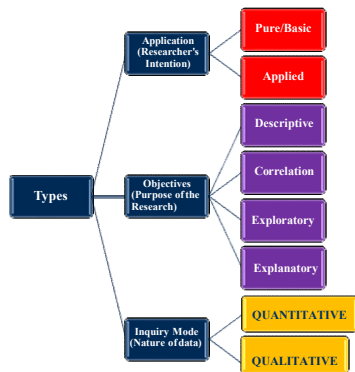 Types
Application
(Researcher's
Intention)
Pure/Basic
Applied
Objectives
(Purpose of the
Research)
Descriptive
Correlation
Exploratory
Explanatory
Inquiry Mode
(Nature of data)
QUANTITATIVE
QUALITATIVE